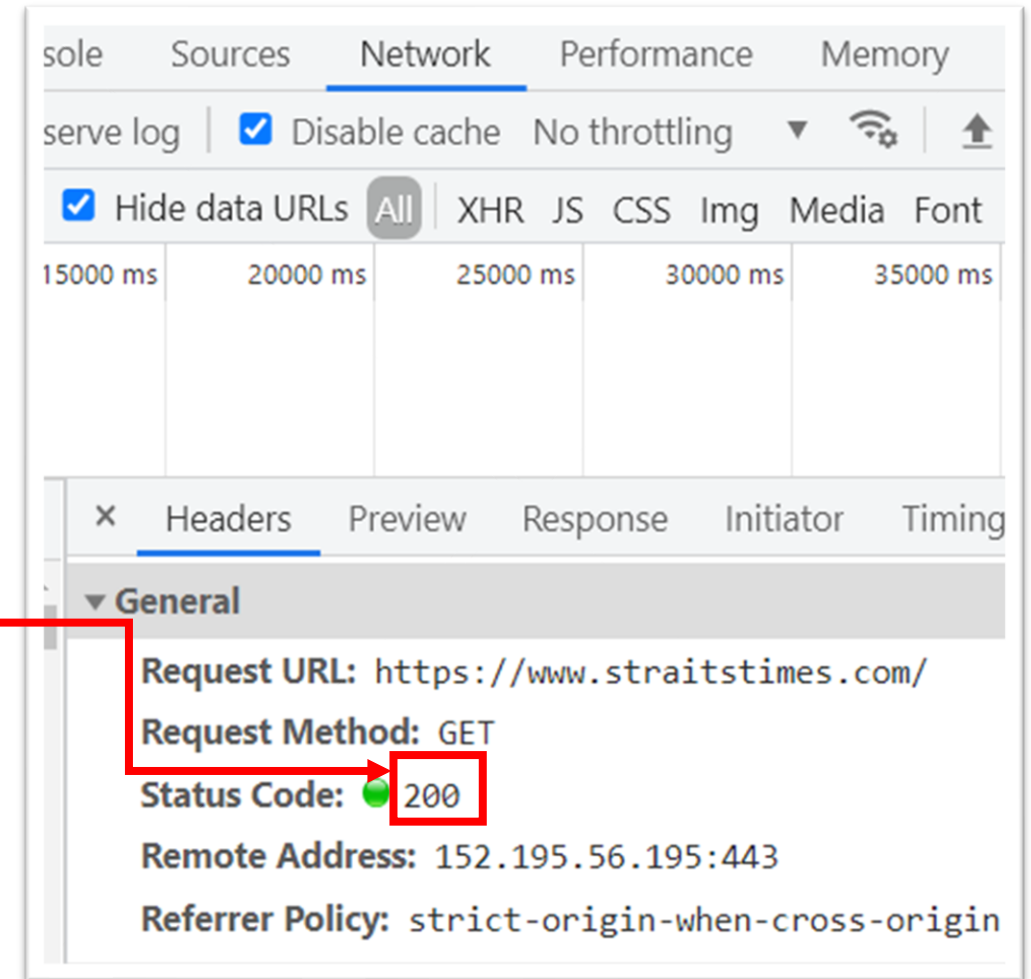 sole Sources Network Performance Memory
serve log Disable cache No throttling
Hide data URLs All XHR JS CSS Img Media Font
15000 ms 20000 ms 25000 ms 30000 ms 35000 ms
× Headers Preview Response Initiator Timing
General
Request URL: https://www.straitstimes.com/
Request Method: GET
Status Code: 200
Remote Address: 152.195.56.195:443
Referrer Policy: strict-origin-when-cross-origin